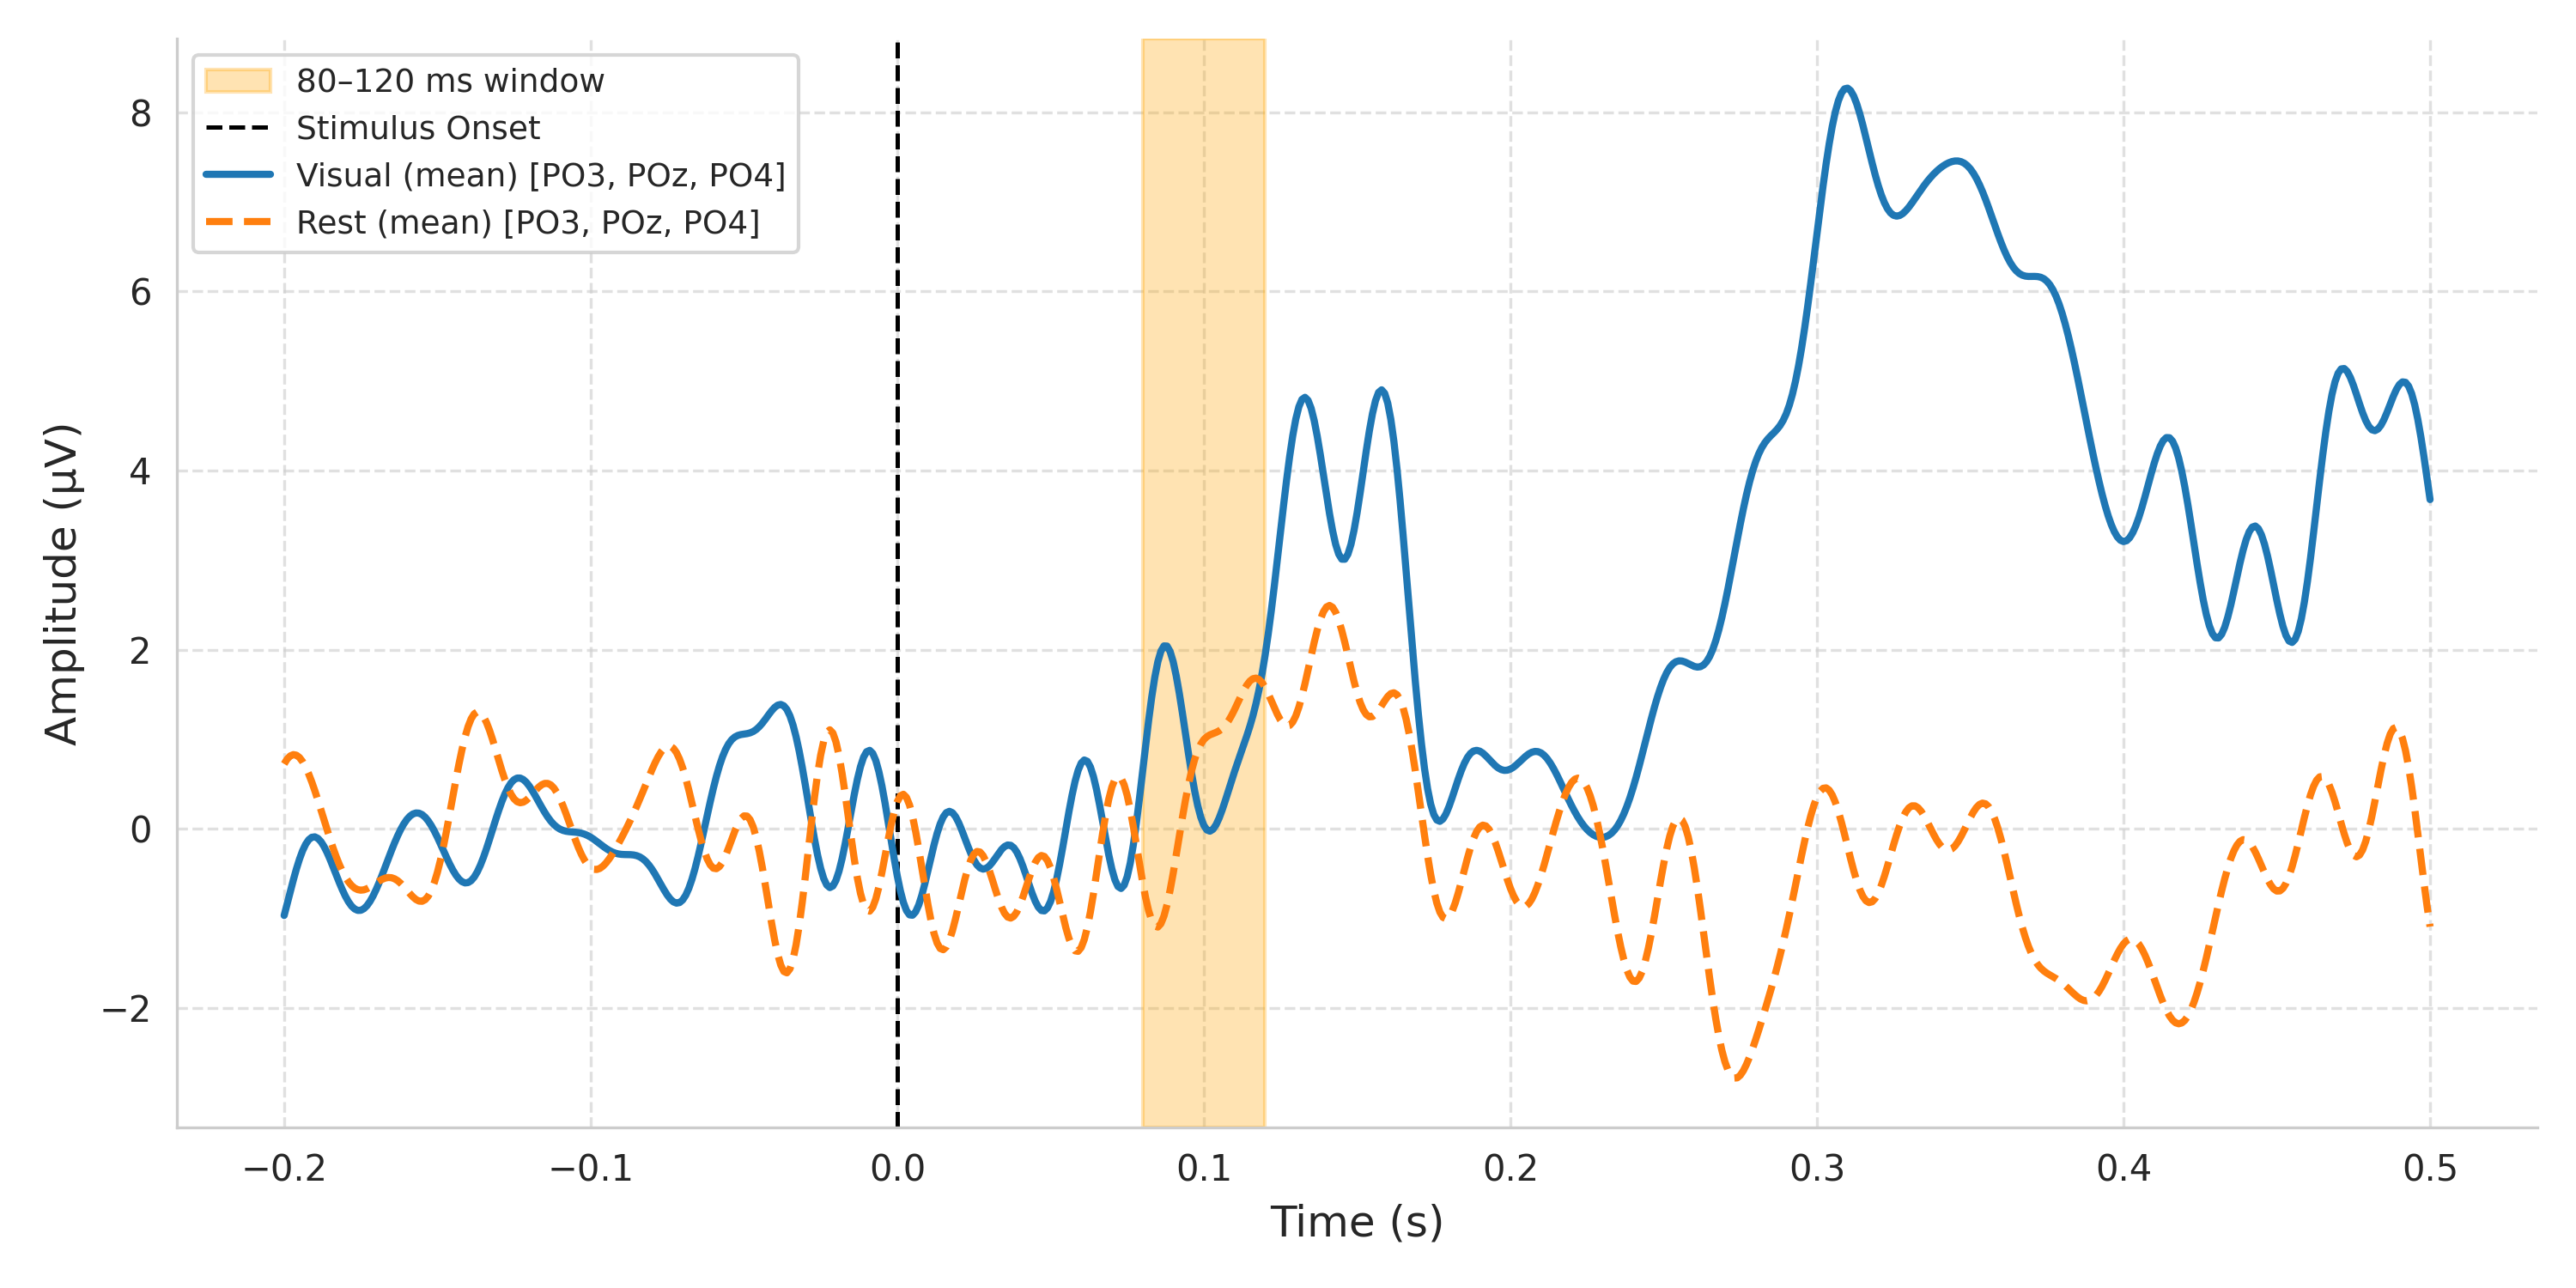 80–120 ms window
Stimulus Onset
Visual (mean) [PO3, POz, PO4]
Rest (mean) [PO3, POz, PO4]
Amplitude (µV)
8
6
4
2
0
−2
−0.2 −0.1 0.0 0.1 0.2 0.3 0.4 0.5
Time (s)